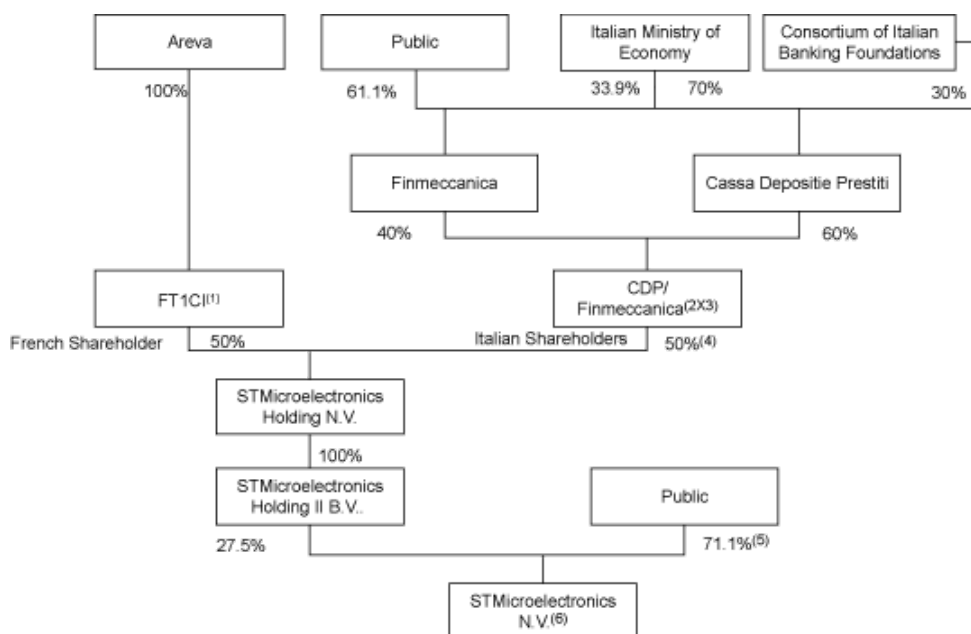 Areva
Public
Italian Ministry of
Economy
Consortium of Italian
Banking Foundations
100%
61.1%
33.9%
70%
30%
Finmeccanica
Cassa Depositie Prestiti
40%
60%
FT1CI(1)
CDP/
Finmeccanica(2X3)
French Shareholder
50%
Italian Shareholders
50%(4)
STMicroelectronics
Holding N.V.
100%
STMicroelectronics
Holding II B.V..
Public
27.5%
71.1%(5)
STMicroelectronics
N.V.(6)